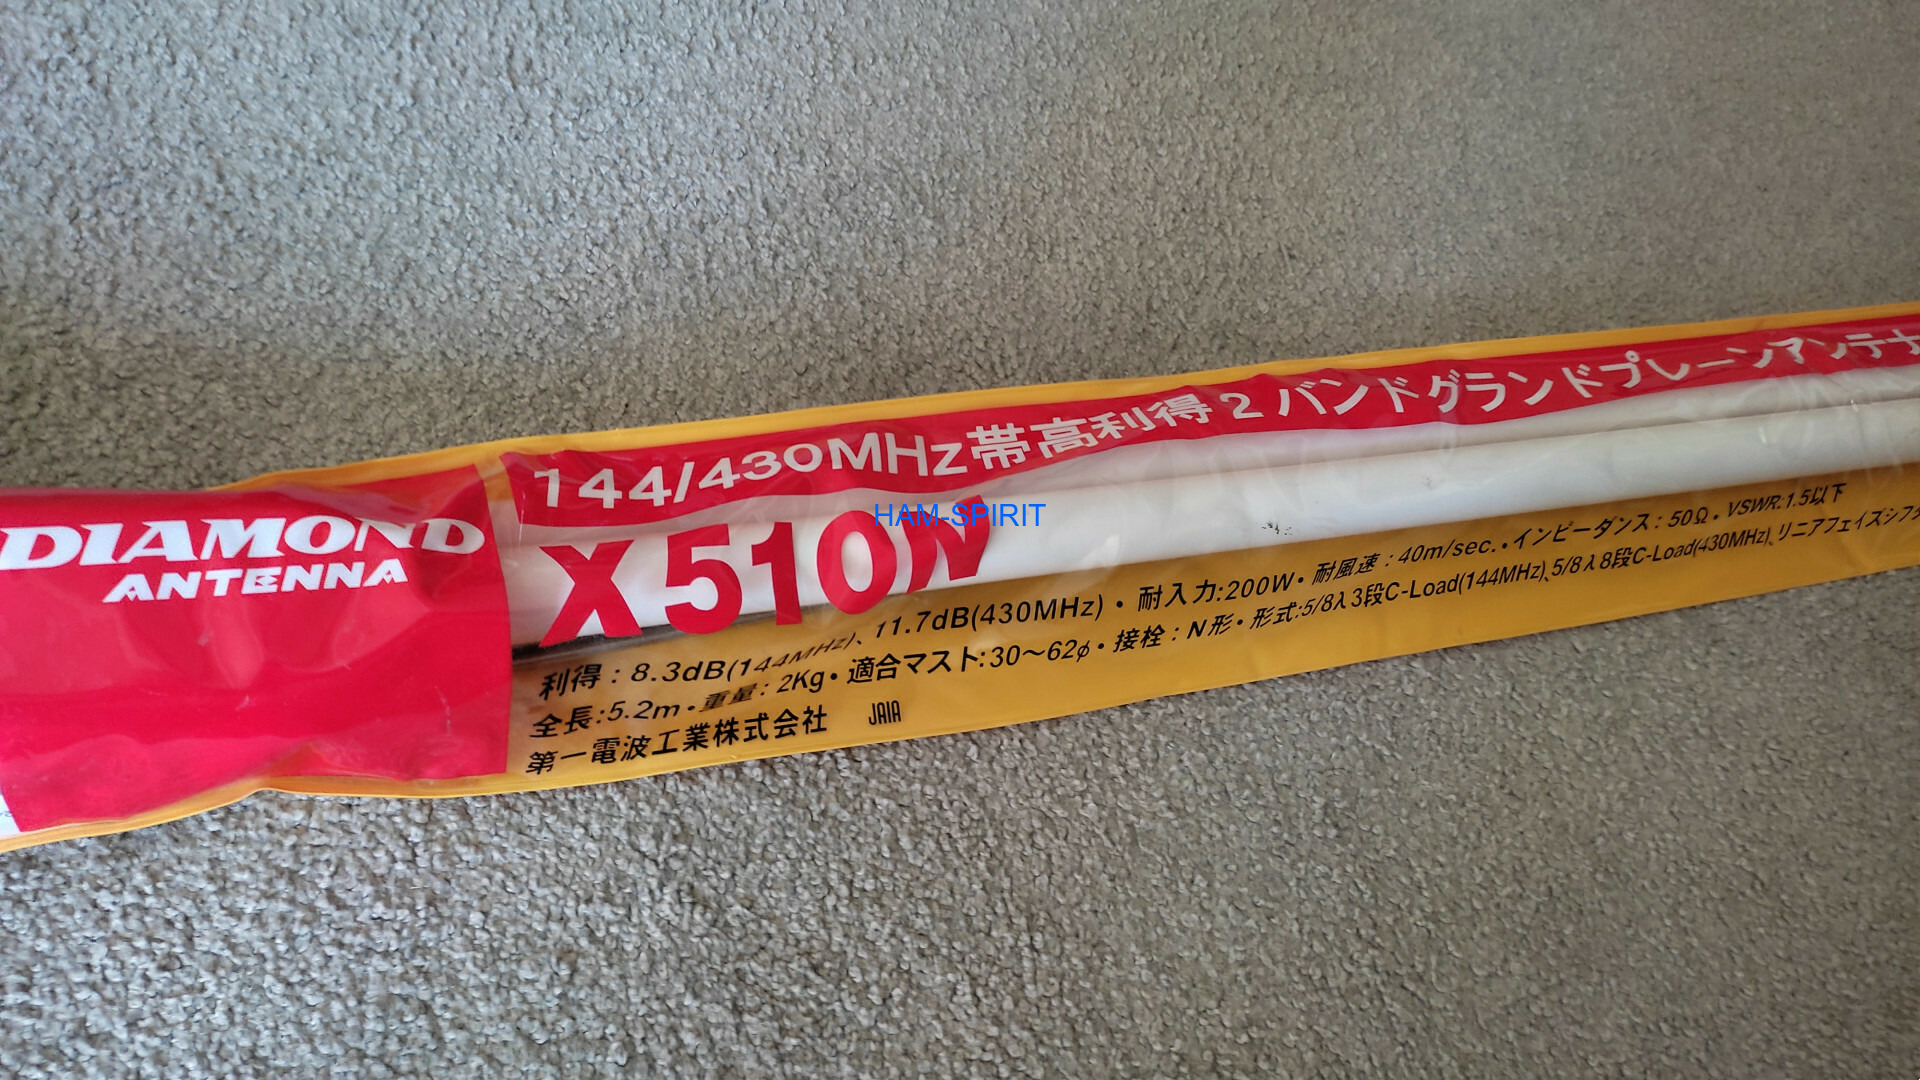 DIAMOND
ANTENNA
144/430MHz帯高利得2バンドグランドプレーンアンテナ
X510N
HAM-SPIRIT
利得：8.3dB(144MHz)、11.7dB(430MHz)・耐入力:200W・耐風速：40m/sec.・インピーダンス：50Ω・VSWR:1.5以下
全長:5.2m・重量：2Kg・適合マスト:30～62φ・接栓：N形・形式:5/8λ3段C-Load(144MHz)、5/8λ8段C-Load(430MHz)、リニアフェイズシフタ
第一電波工業株式会社 JAIA